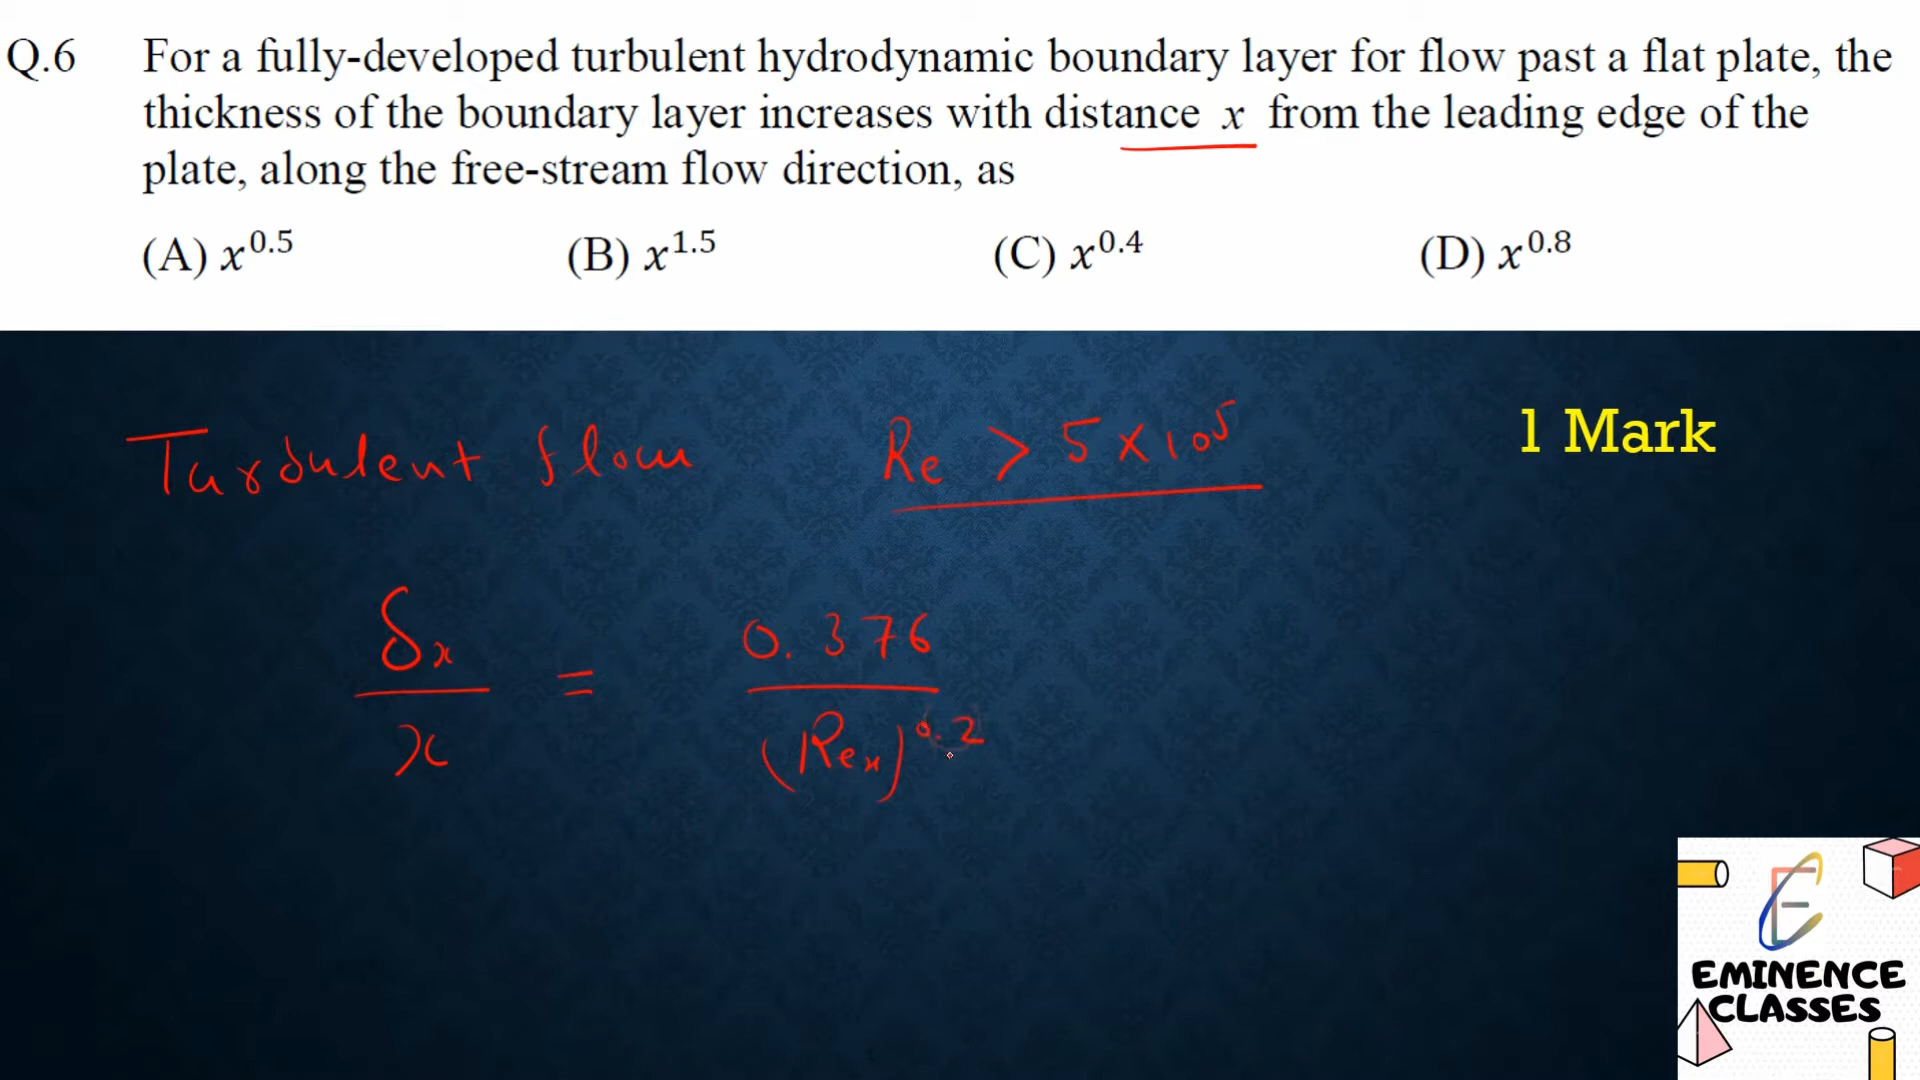 Q.6 For a fully-developed turbulent hydrodynamic boundary layer for flow past a flat plate, the
thickness of the boundary layer increases with distance x from the leading edge of the
plate, along the free-stream flow direction, as
(A) x^0.5 (B) x^1.5 (C) x^0.4 (D) x^0.8
Turbulent flow Re > 5 × 10^5 1 Mark
δx / x = 0.376 / (Rex)^0.2
E
EMINENCE
CLASSES